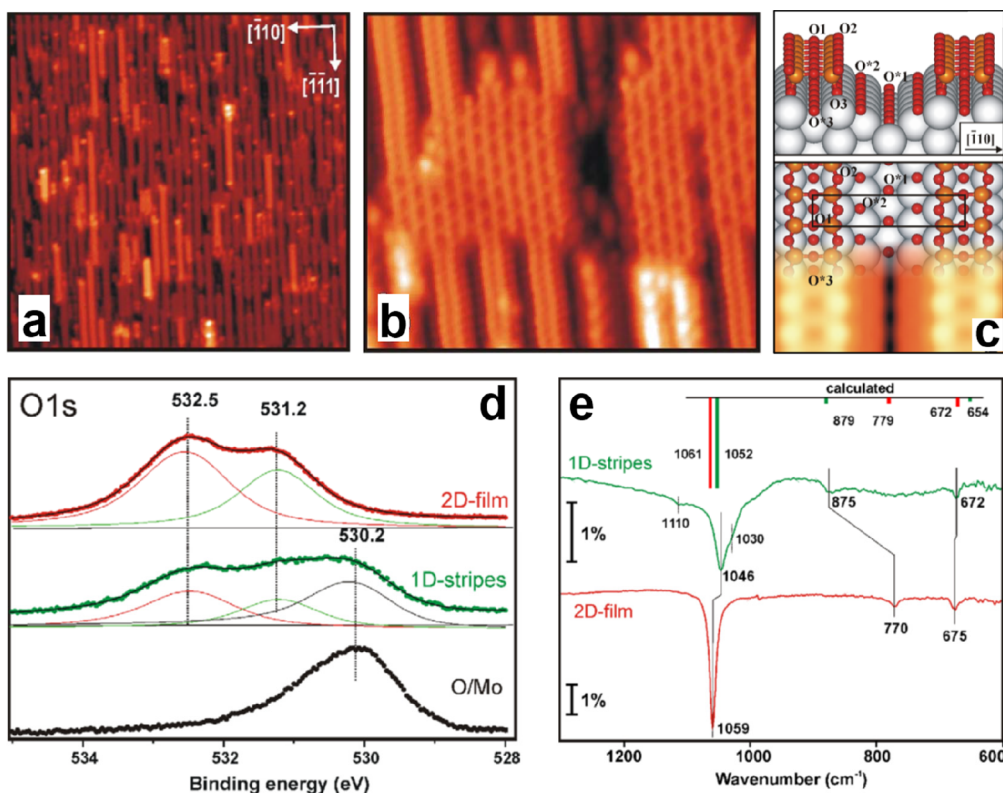 [1̄10]
[1̄1̄1]
a
b
O1 O2
O*2 O*1
O3
O*3
[1̄10]
O2 O*1
O*2
O1
O*3
c
O1s
532.5
531.2
d
2D-film
530.2
1D-stripes
O/Mo
534 532 530 528
Binding energy (eV)
e
calculated
879 779 672 654
1061 1052
1D-stripes
1110
1030
875
672
1%
1046
2D-film
770
675
1%
1059
1200 1000 800 600
Wavenumber (cm⁻¹)